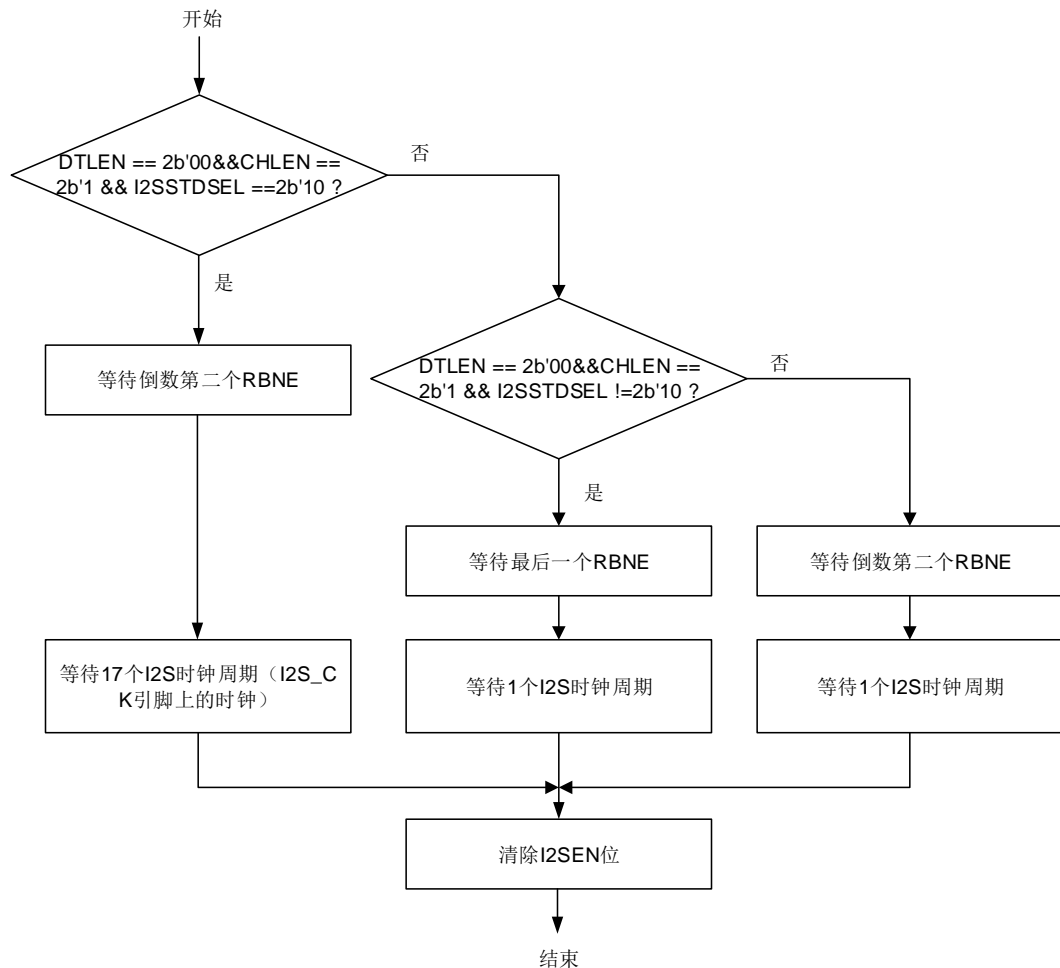 开始
DTLEN == 2b'00&&CHLEN ==
2b'1 && I2SSTDSEL ==2b'10 ?
否
是
等待倒数第二个RBNE
DTLEN == 2b'00&&CHLEN ==
2b'1 && I2SSTDSEL !=2b'10 ?
否
是
等待最后一个RBNE
等待倒数第二个RBNE
等待17个I2S时钟周期（I2S_C
K引脚上的时钟）
等待1个I2S时钟周期
等待1个I2S时钟周期
清除I2SEN位
结束